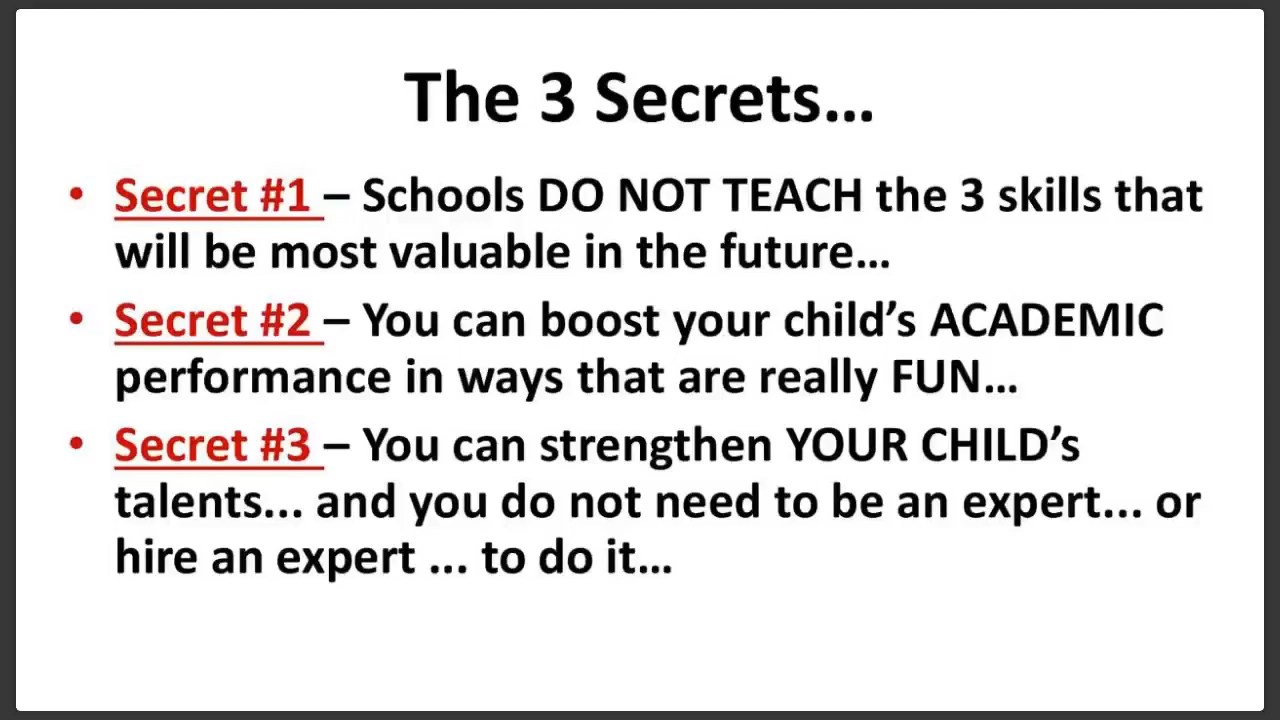 The 3 Secrets…
• Secret #1 – Schools DO NOT TEACH the 3 skills that
will be most valuable in the future…
• Secret #2 – You can boost your child’s ACADEMIC
performance in ways that are really FUN…
• Secret #3 – You can strengthen YOUR CHILD’s
talents... and you do not need to be an expert... or
hire an expert ... to do it…